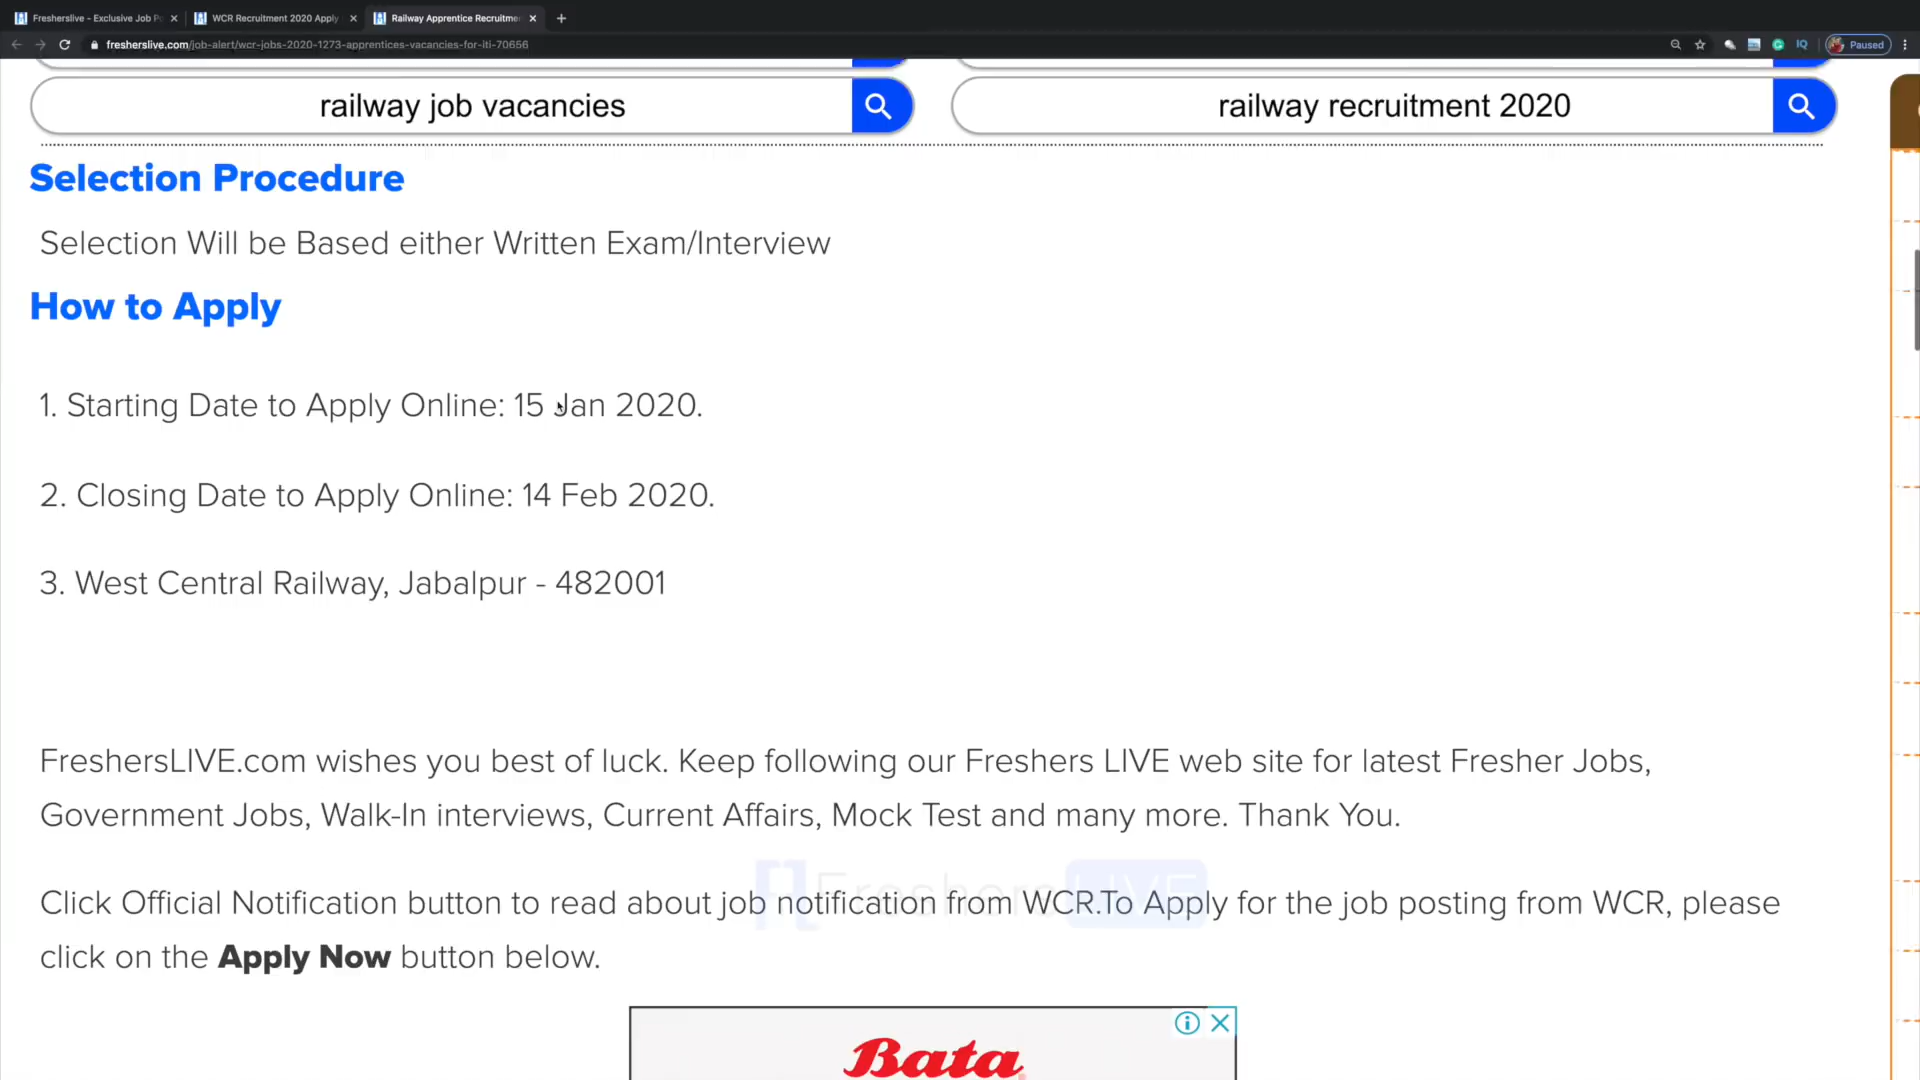 Fresherslive - Exclusive Job P
WCR Recruitment 2020 Apply
Railway Apprentice Recruitme
fresherslive.com/job-alert/wcr-jobs-2020-1273-apprentices-vacancies-for-iti-70656
IQ
Paused
railway job vacancies
railway recruitment 2020
Selection Procedure
Selection Will be Based either Written Exam/Interview
How to Apply
1. Starting Date to Apply Online: 15 Jan 2020.
2. Closing Date to Apply Online: 14 Feb 2020.
3. West Central Railway, Jabalpur - 482001
FreshersLIVE.com wishes you best of luck. Keep following our Freshers LIVE web site for latest Fresher Jobs,
Government Jobs, Walk-In interviews, Current Affairs, Mock Test and many more. Thank You.
Freshers LIVE
Click Official Notification button to read about job notification from WCR.To Apply for the job posting from WCR, please
click on the Apply Now button below.
Bata